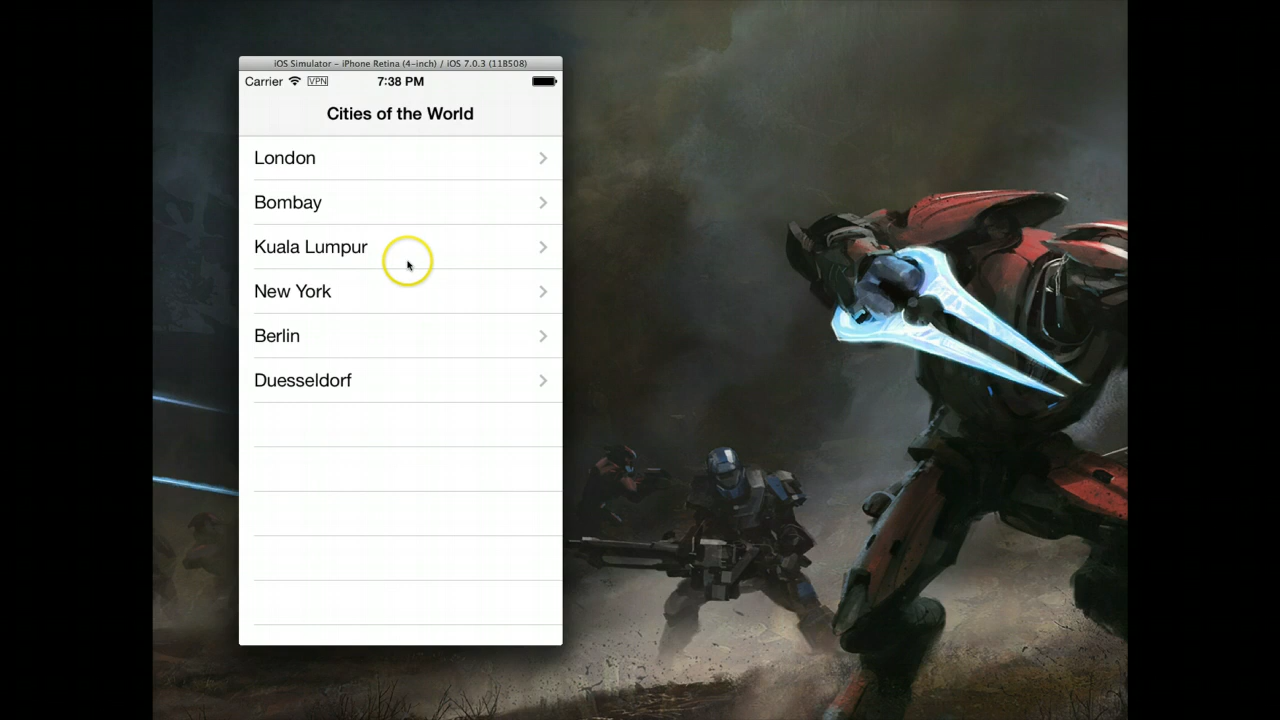 iOS Simulator – iPhone Retina (4-inch) / iOS 7.0.3 (11B508)
Carrier VPN 7:38 PM
Cities of the World
London
Bombay
Kuala Lumpur
New York
Berlin
Duesseldorf